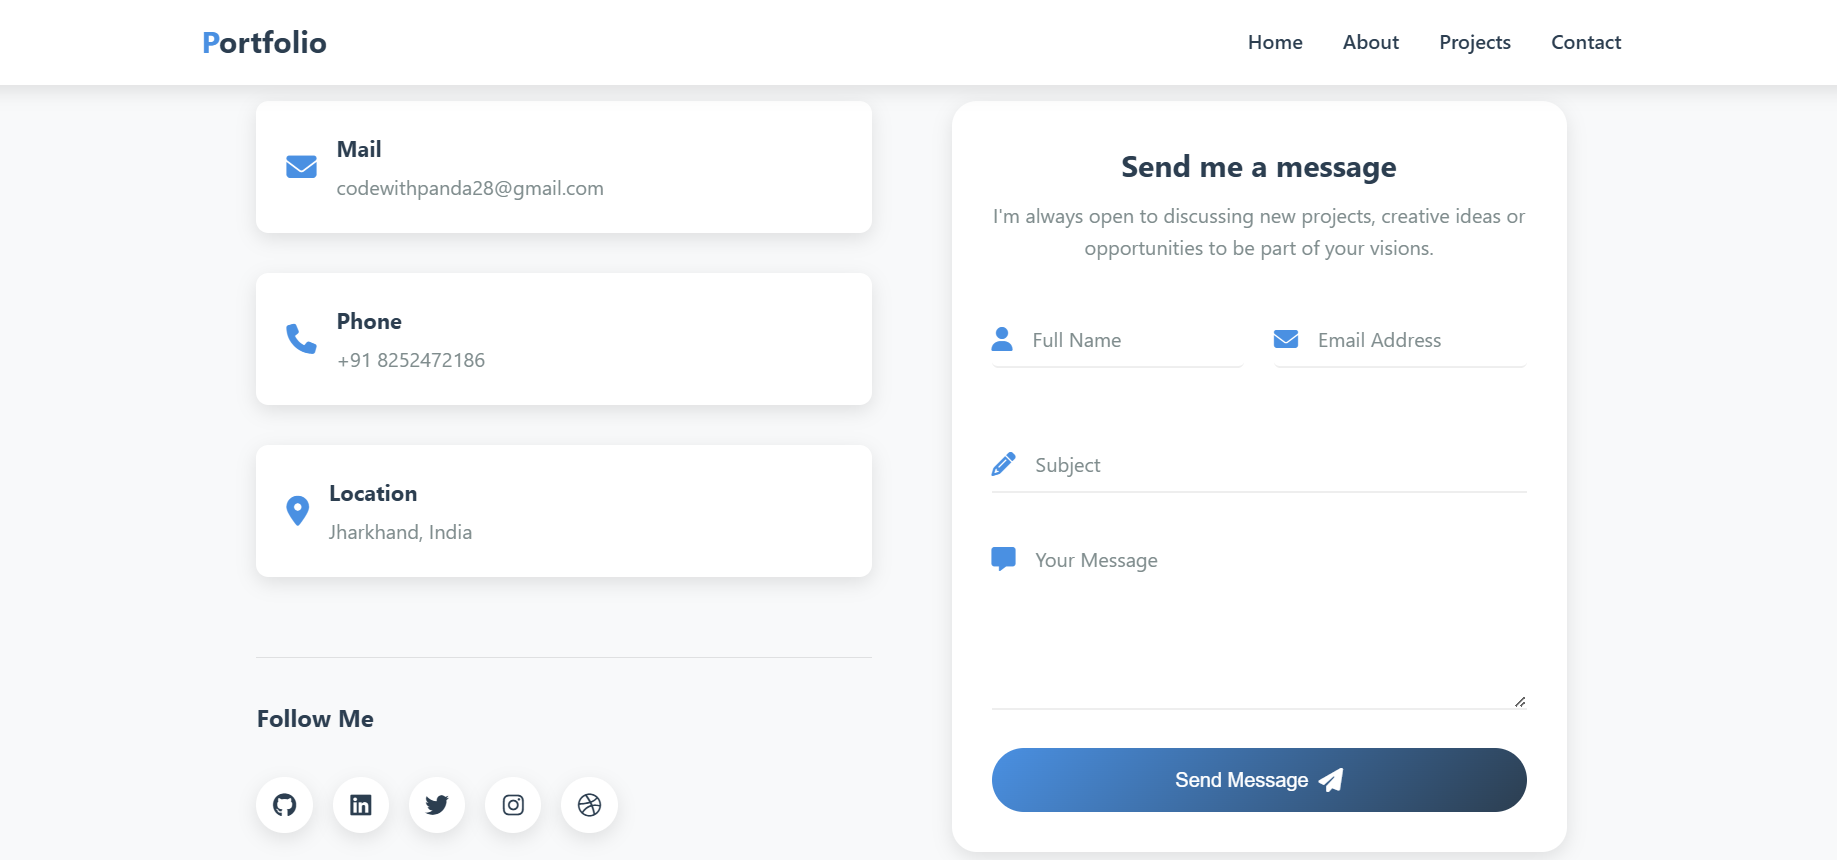 Portfolio
Home
About
Projects
Contact
Mail
codewithpanda28@gmail.com
Phone
+91 8252472186
Location
Jharkhand, India
Follow Me
Send me a message
I'm always open to discussing new projects, creative ideas or
opportunities to be part of your visions.
Full Name
Email Address
Subject
Your Message
Send Message